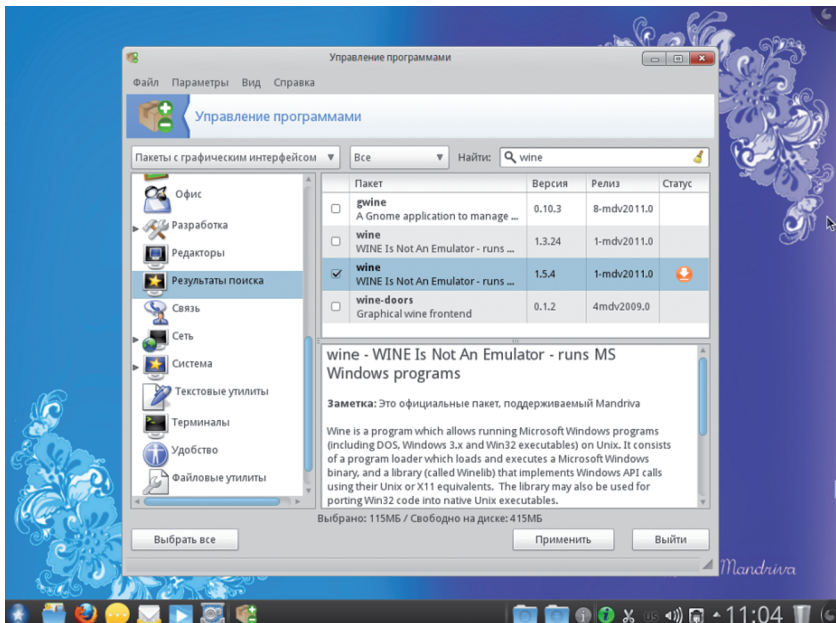 Управление программами
Файл Параметры Вид Справка
Управление программами
Пакеты с графическим интерфейсом Все Найти: wine
Офис
Разработка
Редакторы
Результаты поиска
Связь
Сеть
Система
Текстовые утилиты
Терминалы
Удобство
Файловые утилиты
Пакет Версия Релиз Статус
gwine 0.10.3 8-mdv2011.0
A Gnome application to manage ...
wine 1.3.24 1-mdv2011.0
WINE Is Not An Emulator - runs ...
wine 1.5.4 1-mdv2011.0
WINE Is Not An Emulator - runs ...
wine-doors 0.1.2 4mdv2009.0
Graphical wine frontend
wine - WINE Is Not An Emulator - runs MS
Windows programs
Заметка: Это официальные пакет, поддерживаемый Mandriva
Wine is a program which allows running Microsoft Windows programs
(including DOS, Windows 3.x and Win32 executables) on Unix. It consists
of a program loader which loads and executes a Microsoft Windows
binary, and a library (called Winelib) that implements Windows API calls
using their Unix or X11 equivalents. The library may also be used for
porting Win32 code into native Unix executables.
Выбрано: 115МБ / Свободно на диске: 415МБ
Выбрать все Применить Выйти
Mandriva
us 11:04